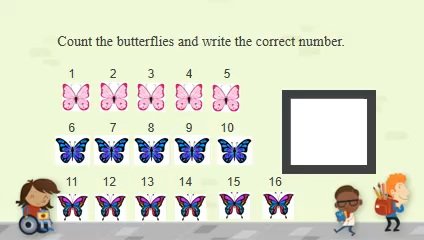 Count the butterflies and write the correct number.
1 2 3 4 5
6 7 8 9 10
11 12 13 14 15 16